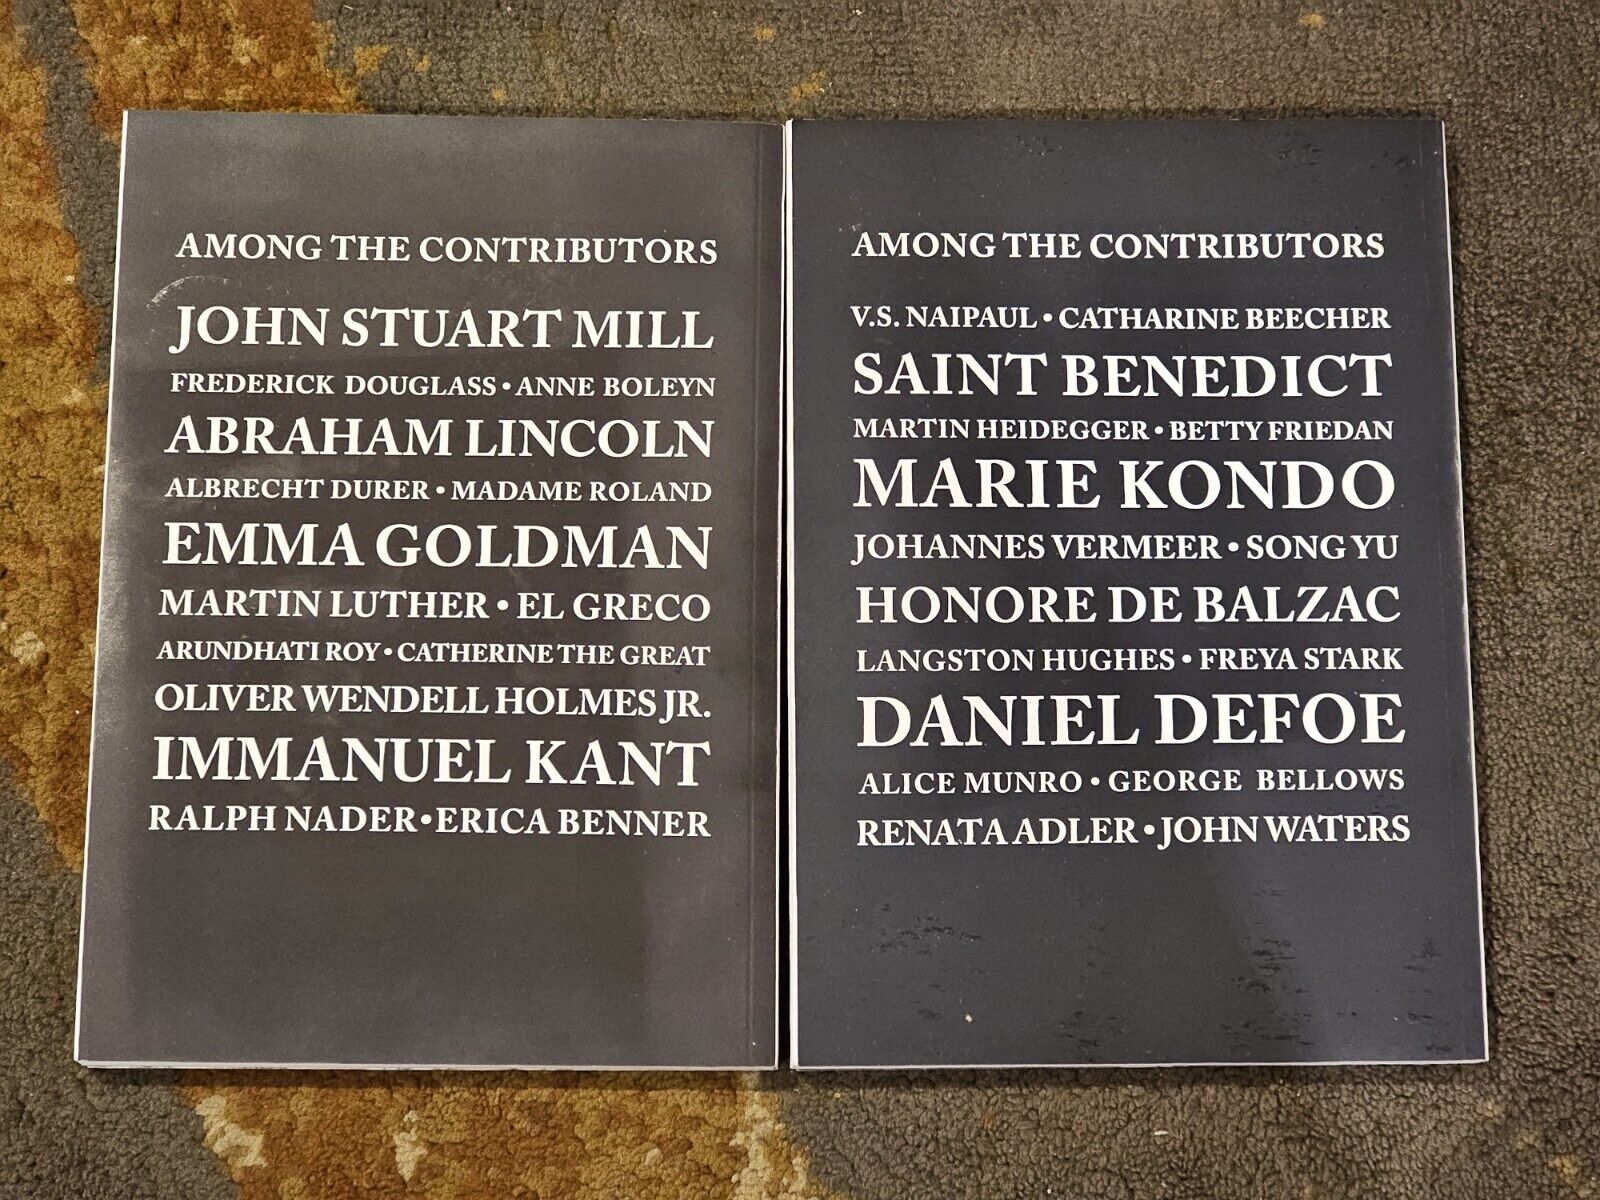 AMONG THE CONTRIBUTORS
JOHN STUART MILL
FREDERICK DOUGLASS • ANNE BOLEYN
ABRAHAM LINCOLN
ALBRECHT DURER • MADAME ROLAND
EMMA GOLDMAN
MARTIN LUTHER • EL GRECO
ARUNDHATI ROY • CATHERINE THE GREAT
OLIVER WENDELL HOLMES JR.
IMMANUEL KANT
RALPH NADER • ERICA BENNER
AMONG THE CONTRIBUTORS
V.S. NAIPAUL • CATHARINE BEECHER
SAINT BENEDICT
MARTIN HEIDEGGER • BETTY FRIEDAN
MARIE KONDO
JOHANNES VERMEER • SONG YU
HONORE DE BALZAC
LANGSTON HUGHES • FREYA STARK
DANIEL DEFOE
ALICE MUNRO • GEORGE BELLOWS
RENATA ADLER • JOHN WATERS